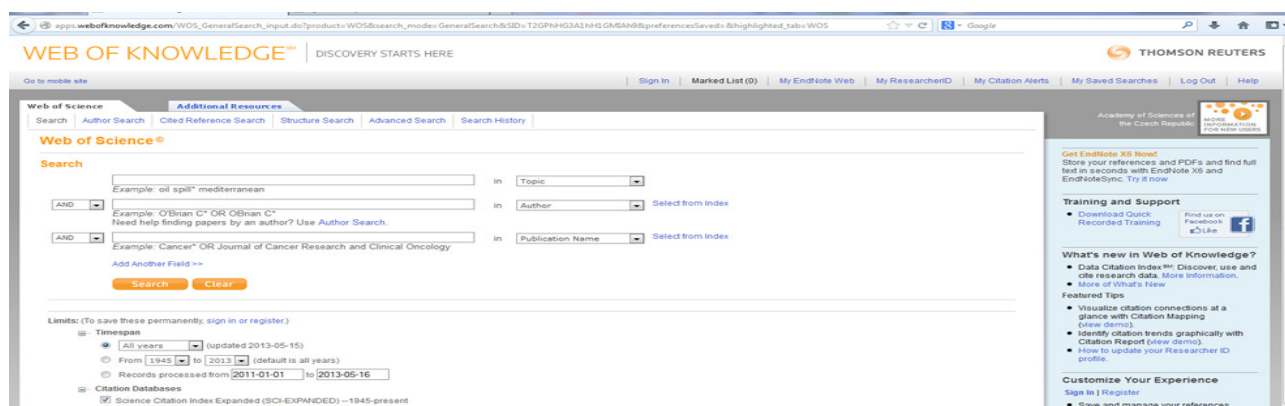 apps.webofknowledge.com/WOS_GeneralSearch_input.do?product=WOS&search_mode=GeneralSearch&SID=T2GPhHG3A1hH1GMIAh9&preferencesSaved=&highlighted_tab=WOS
Google
WEB OF KNOWLEDGE℠ | DISCOVERY STARTS HERE
THOMSON REUTERS
Go to mobile site
Sign In | Marked List (0) | My EndNote Web | My ResearcherID | My Citation Alerts | My Saved Searches | Log Out | Help
Web of Science Additional Resources
Search Author Search Cited Reference Search Structure Search Advanced Search Search History
Web of Science®
Search
in Topic
Example: oil spill* mediterranean
AND in Author Select from Index
Example: O'Brian C* OR OBrian C*
Need help finding papers by an author? Use Author Search.
AND in Publication Name Select from Index
Example: Cancer* OR Journal of Cancer Research and Clinical Oncology
Add Another Field >>
Search Clear
Limits: (To save these permanently, sign in or register.)
Timespan
All years (updated 2013-05-15)
From 1945 to 2013 (default is all years)
Records processed from 2011-01-01 to 2013-05-16
Citation Databases
Science Citation Index Expanded (SCI-EXPANDED) --1945-present
Academy of Sciences of
the Czech Republic
MORE
INFORMATION
FOR NEW USERS
Get EndNote X6 Now!
Store your references and PDFs and find full
text in seconds with EndNote X6 and
EndNoteSync. Try it now
Training and Support
Download Quick
Recorded Training
Find us on
Facebook
Like
What's new in Web of Knowledge?
Data Citation Index℠: Discover, use and
cite research data. More Information.
More of What's New
Featured Tips
Visualize citation connections at a
glance with Citation Mapping
(view demo).
Identify citation trends graphically with
Citation Report (view demo).
How to update your Researcher ID
profile.
Customize Your Experience
Sign In | Register
Save and manage your references